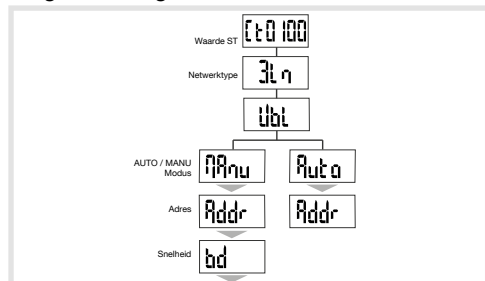 Waarde ST
Ct0100
Netwerktype
3Ln
Ubl
AUTO / MANU
Modus
MAnu Auto
Adres
Addr Addr
Snelheid
bd